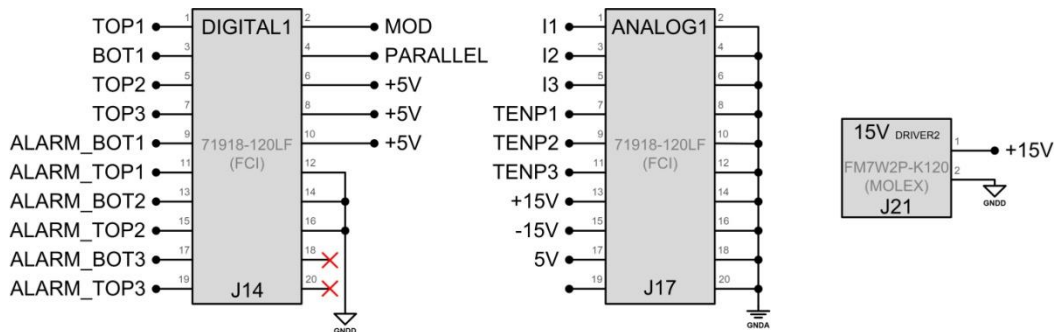 TOP1 1 DIGITAL1 2 MOD
BOT1 3 4 PARALLEL
TOP2 5 6 +5V
TOP3 7 8 +5V
ALARM_BOT1 9 71918-120LF 10 +5V
(FCI)
ALARM_TOP1 11 12
ALARM_BOT2 13 14
ALARM_TOP2 15 16
ALARM_BOT3 17 18
ALARM_TOP3 19 J14 20
GNDD
I1 1 ANALOG1 2
I2 3 4
I3 5 6
TENP1 7 8
TENP2 9 71918-120LF 10
(FCI)
TENP3 11 12
+15V 13 14
-15V 15 16
5V 17 18
19 J17 20
GNDA
15V DRIVER2 1 +15V
FM7W2P-K120 2
(MOLEX)
J21
GNDD